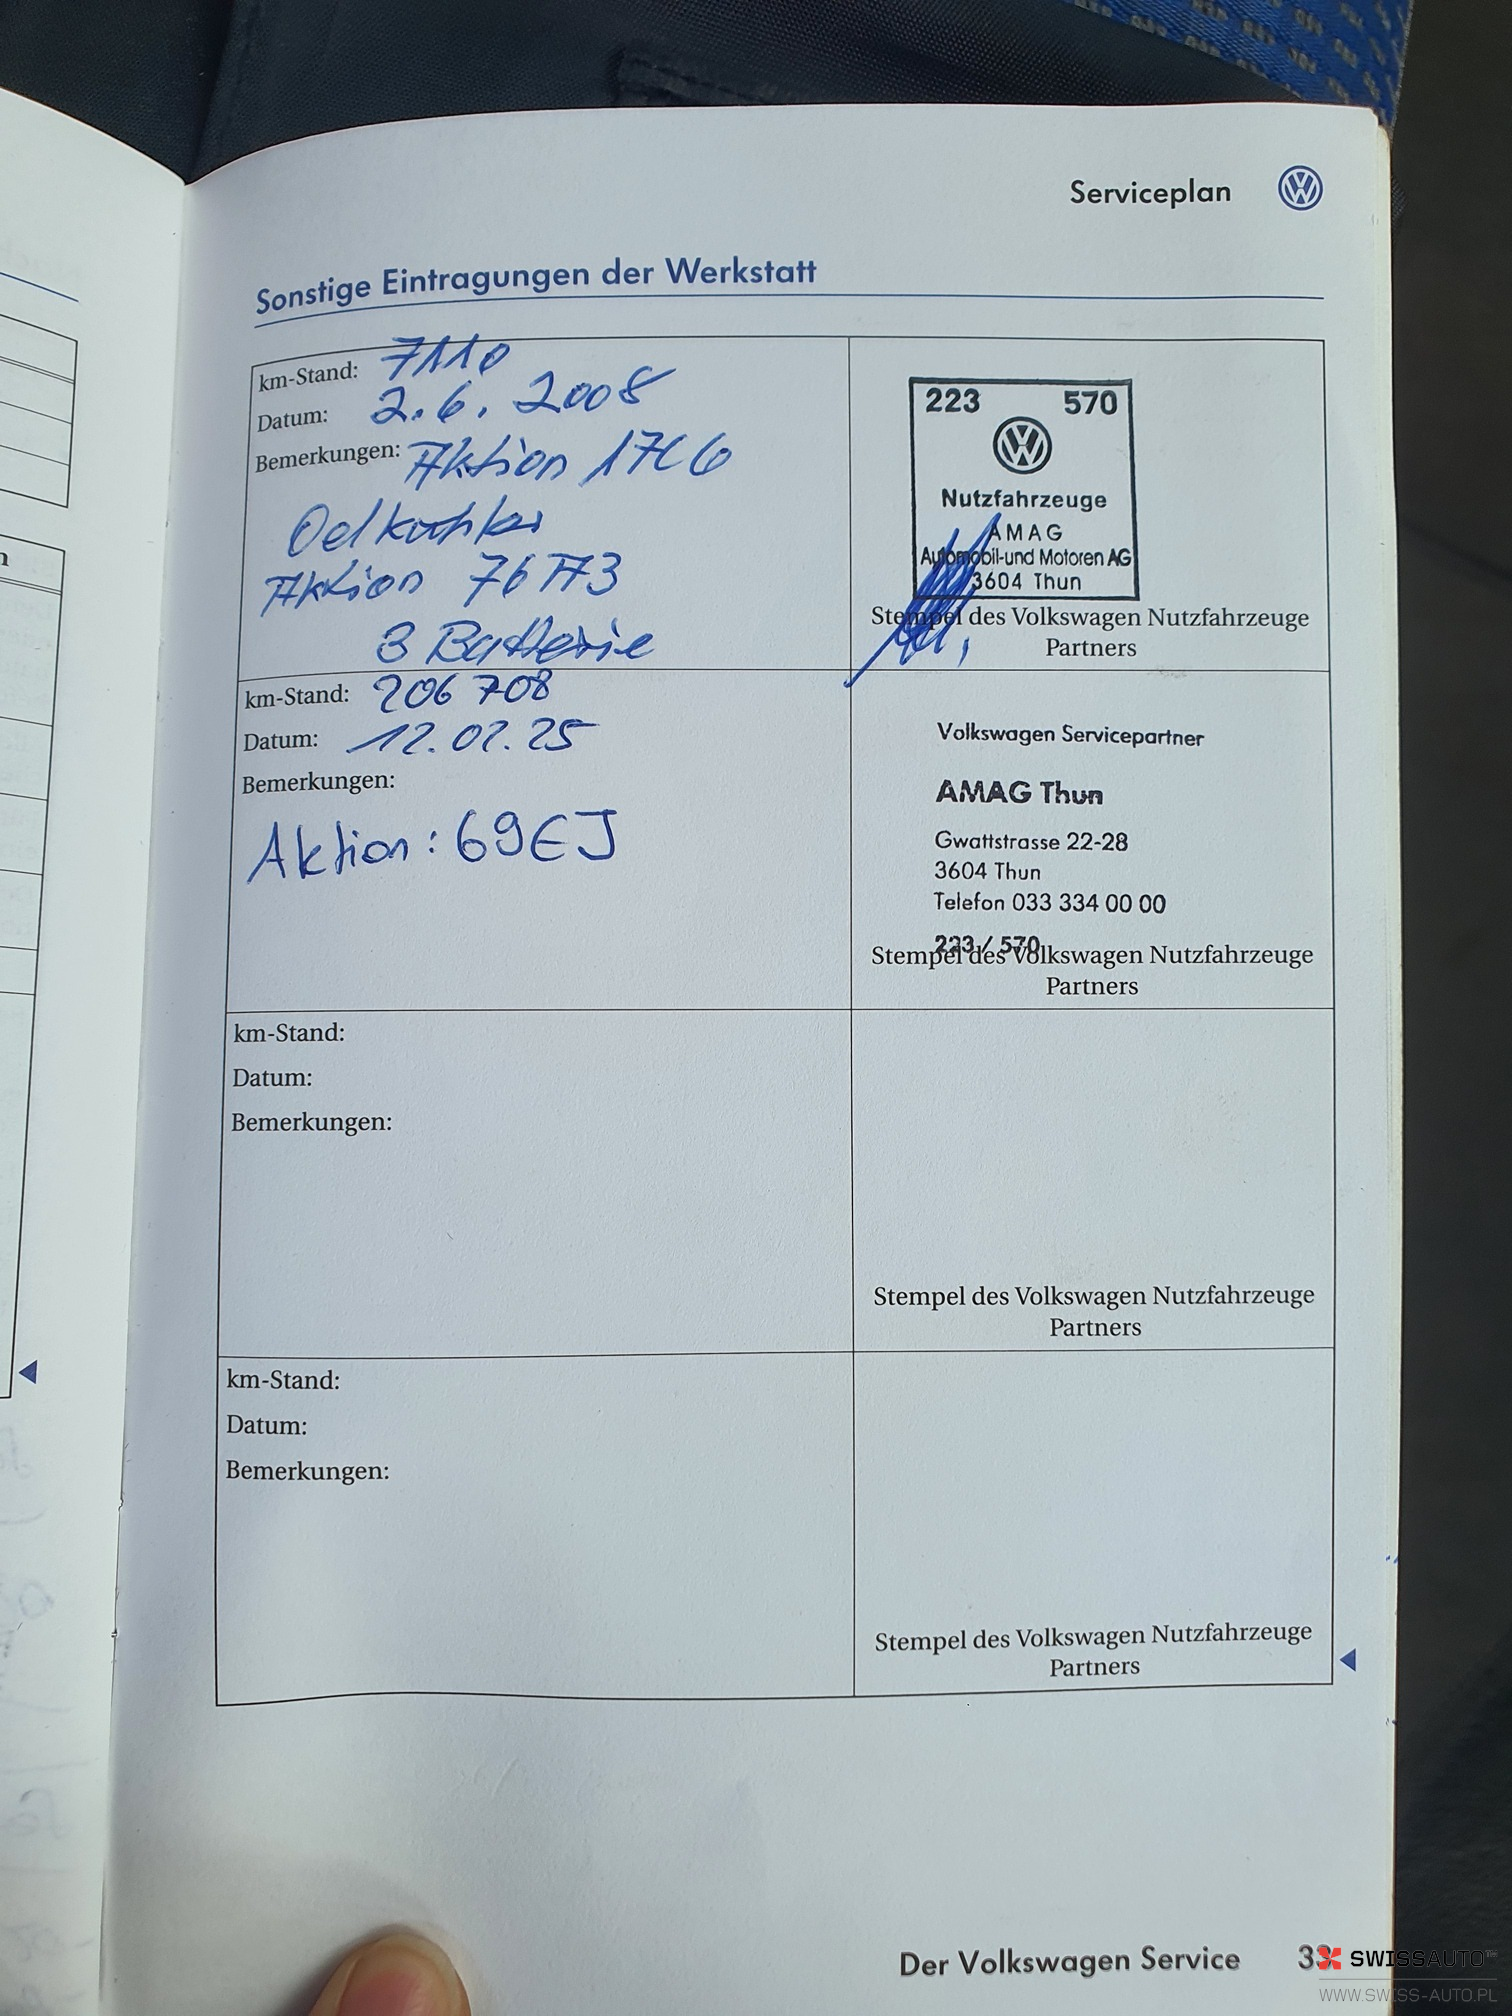 Serviceplan
Sonstige Eintragungen der Werkstatt
km-Stand: 7110
Datum: 2.6.2008
Bemerkungen: Aktion 17C6
Oelkühler
Aktion 76A3
3 Batterie
223 570
Nutzfahrzeuge
AMAG
Automobil-und Motoren AG
3604 Thun
Stempel des Volkswagen Nutzfahrzeuge
Partners
km-Stand: 206 708
Datum: 12.02.25
Bemerkungen:
Aktion: 69EJ
Volkswagen Servicepartner
AMAG Thun
Gwattstrasse 22-28
3604 Thun
Telefon 033 334 00 00
223 / 570
Stempel des Volkswagen Nutzfahrzeuge
Partners
km-Stand:
Datum:
Bemerkungen:
Stempel des Volkswagen Nutzfahrzeuge
Partners
km-Stand:
Datum:
Bemerkungen:
Stempel des Volkswagen Nutzfahrzeuge
Partners
Der Volkswagen Service
SWISSAUTO™
WWW.SWISS-AUTO.PL